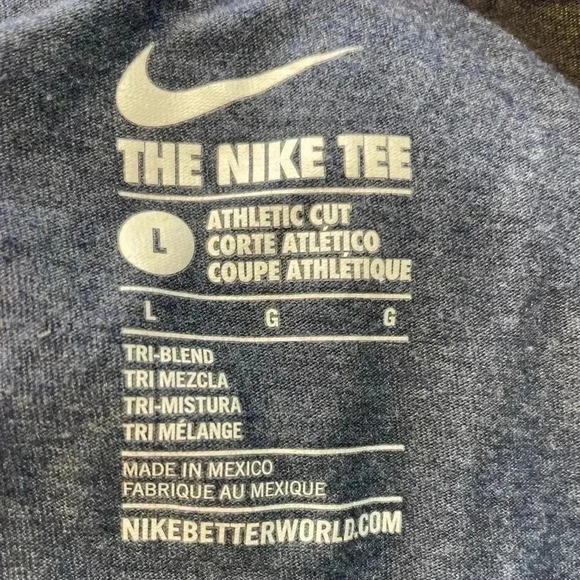 THE NIKE TEE
L
ATHLETIC CUT
CORTE ATLÉTICO
COUPE ATHLÉTIQUE
L G G
TRI-BLEND
TRI MEZCLA
TRI-MISTURA
TRI MÉLANGE
MADE IN MEXICO
FABRIQUE AU MEXIQUE
NIKEBETTERWORLD.COM